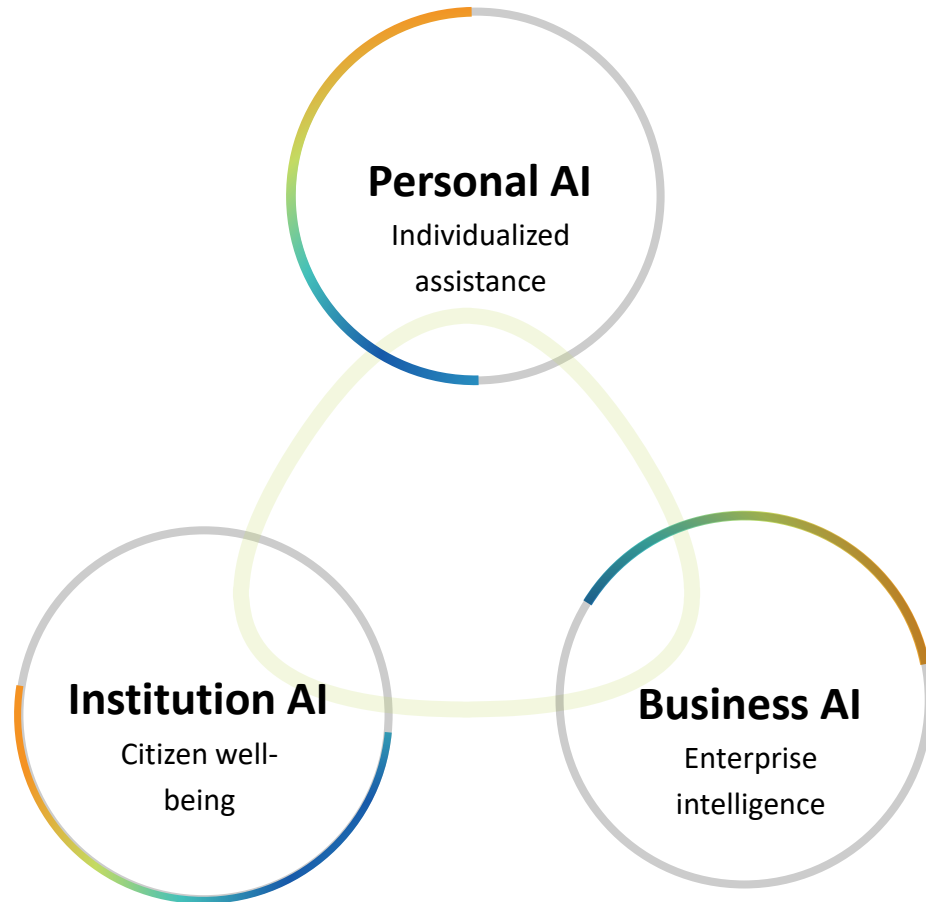 Personal AI
Individualized
assistance
Institution AI
Citizen well-
being
Business AI
Enterprise
intelligence